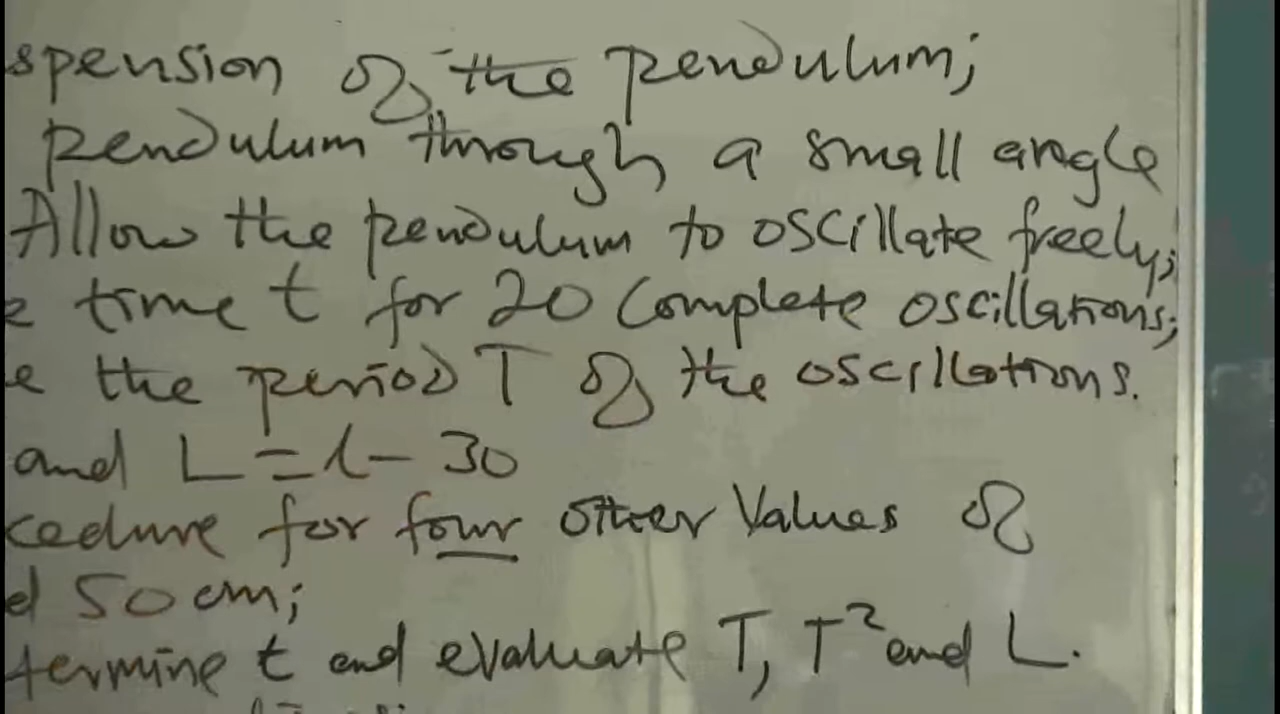 spension of the pendulum;
pendulum through a small angle
Allow the pendulum to oscillate freely;
e time t for 20 Complete oscillations;
e the period T of the oscillations.
and L = l - 30
cedure for four other Values of
d 50 cm;
termine t and evaluate T, T² and L.